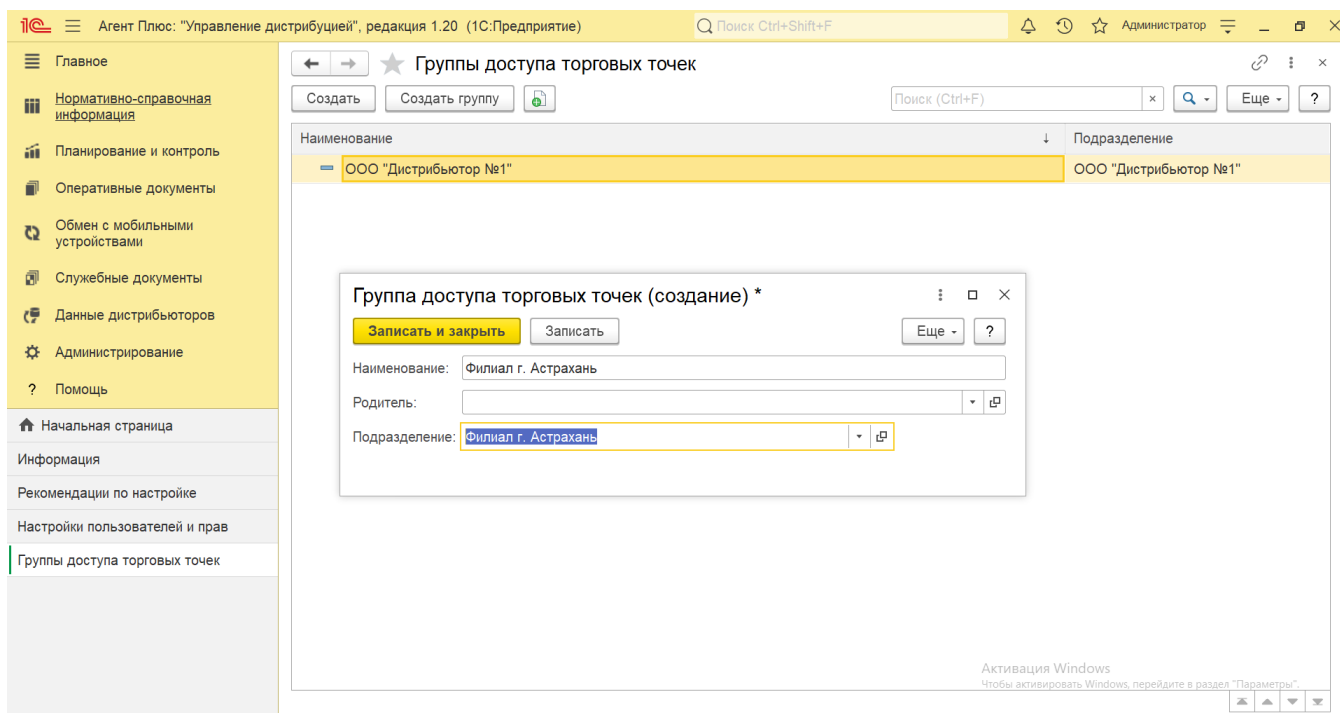 Агент Плюс: "Управление дистрибуцией", редакция 1.20 (1С:Предприятие)
Поиск Ctrl+Shift+F
Администратор
Главное
Нормативно-справочная
информация
Планирование и контроль
Оперативные документы
Обмен с мобильными
устройствами
Служебные документы
Данные дистрибьюторов
Администрирование
? Помощь
Начальная страница
Информация
Рекомендации по настройке
Настройки пользователей и прав
Группы доступа торговых точек
Группы доступа торговых точек
Создать
Создать группу
Поиск (Ctrl+F)
Еще
?
Наименование
Подразделение
ООО "Дистрибьютор №1"
ООО "Дистрибьютор №1"
Группа доступа торговых точек (создание) *
Записать и закрыть
Записать
Еще
?
Наименование: Филиал г. Астрахань
Родитель:
Подразделение: Филиал г. Астрахань
Активация Windows
Чтобы активировать Windows, перейдите в раздел "Параметры".